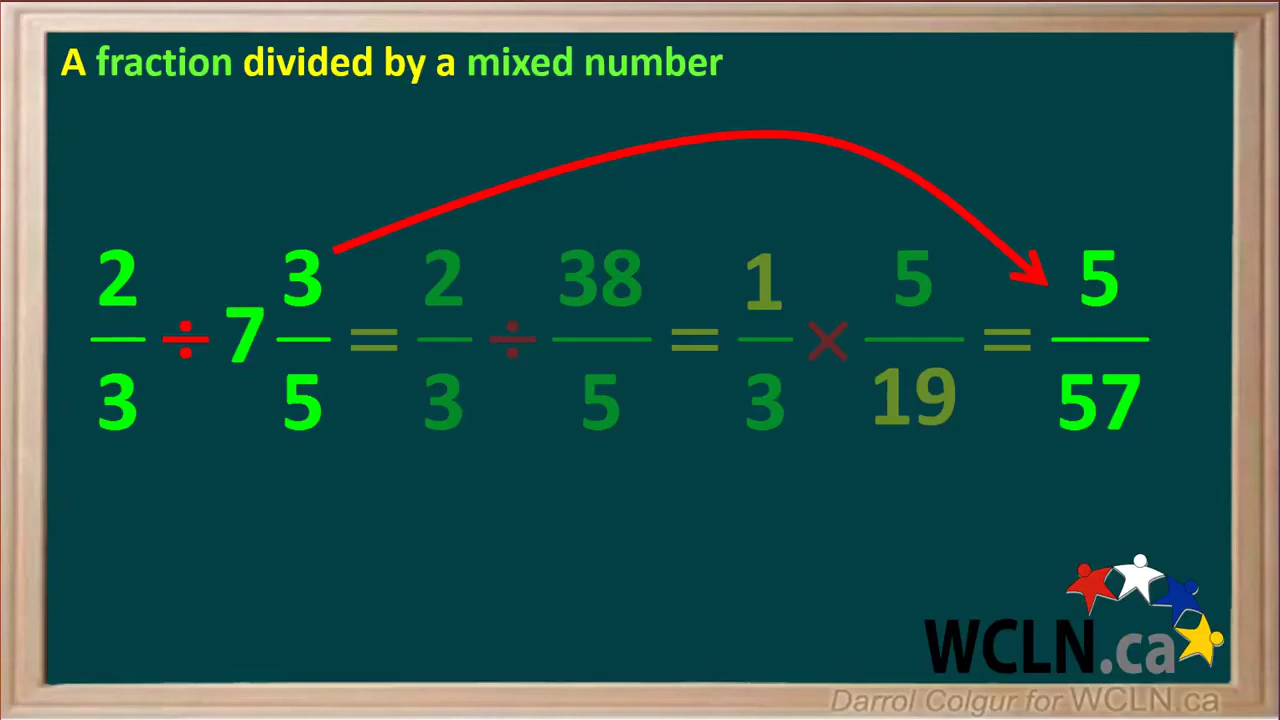 A fraction divided by a mixed number
2/3 ÷ 7 3/5 = 2/3 ÷ 38/5 = 1/3 × 5/19 = 5/57
WCLN.ca
Darrol Colgur for WCLN.ca